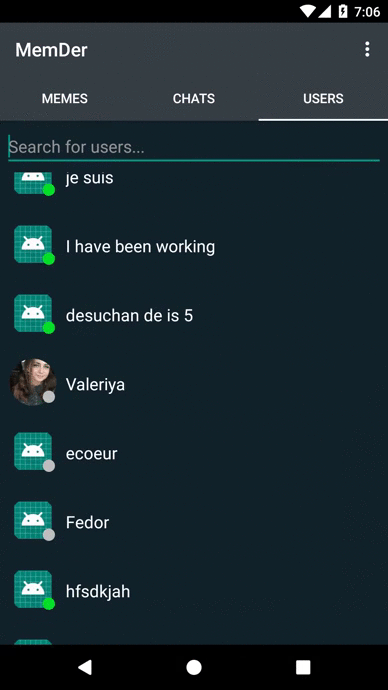 7:06
MemDer
MEMES CHATS USERS
Search for users...
je suis
I have been working
desuchan de is 5
Valeriya
ecoeur
Fedor
hfsdkjah